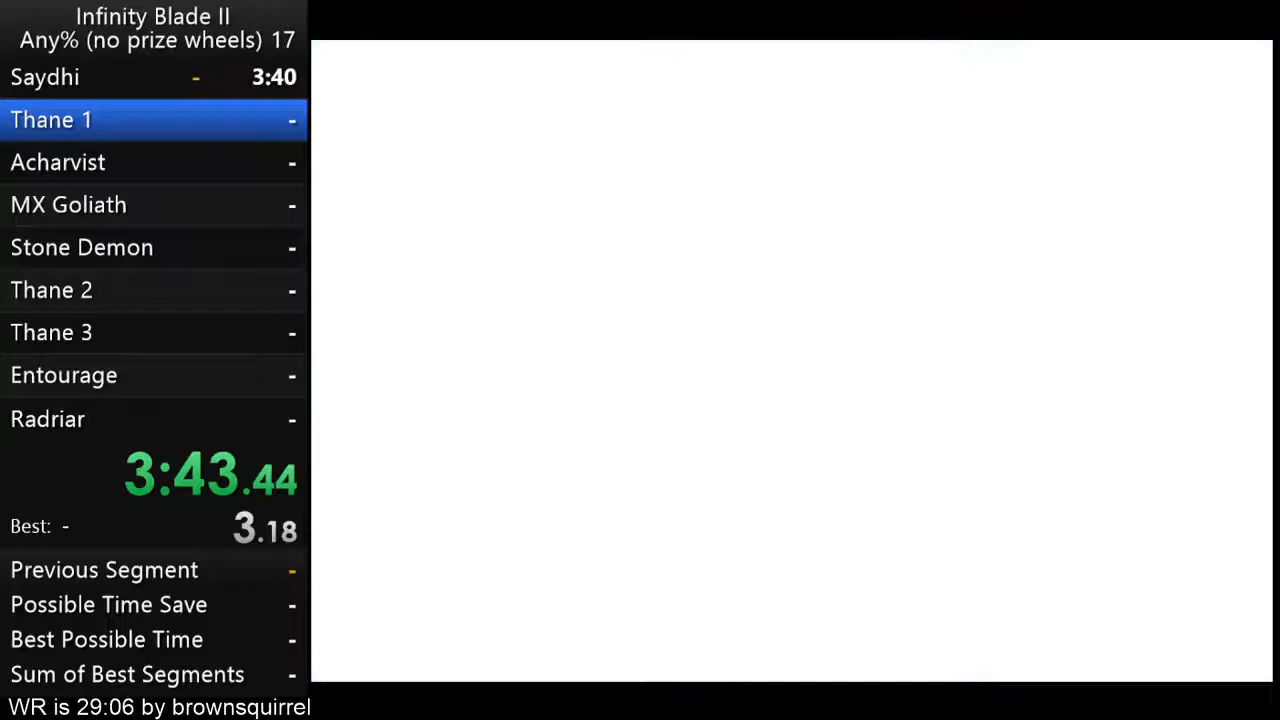 Infinity Blade II
Any% (no prize wheels) 17
Saydhi - 3:40
Thane 1 -
Acharvist -
MX Goliath -
Stone Demon -
Thane 2 -
Thane 3 -
Entourage -
Radriar -
3:43.44
Best: - 3.18
Previous Segment -
Possible Time Save -
Best Possible Time -
Sum of Best Segments -
WR is 29:06 by brownsquirrel